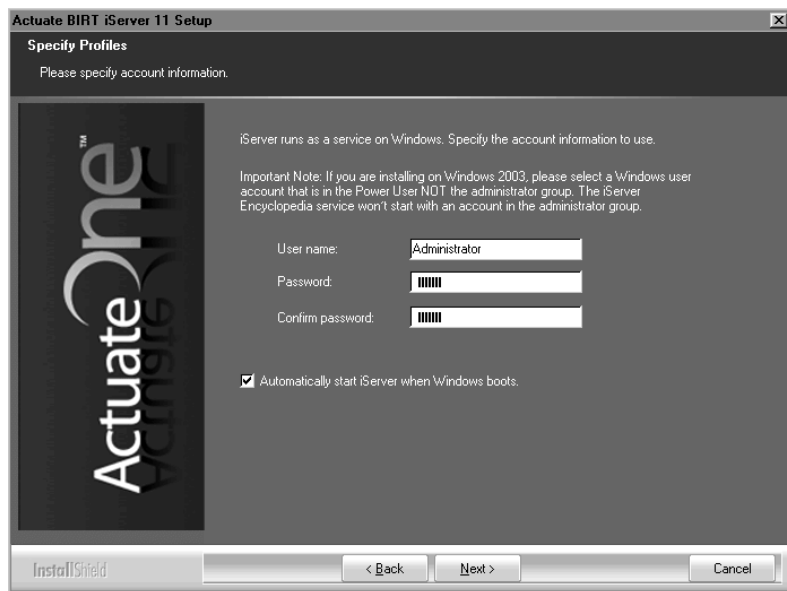 Actuate BIRT iServer 11 Setup
Specify Profiles
Please specify account information.
ActuateOne™
iServer runs as a service on Windows. Specify the account information to use.
Important Note: If you are installing on Windows 2003, please select a Windows user
account that is in the Power User NOT the administrator group. The iServer
Encyclopedia service won't start with an account in the administrator group.
User name:
Administrator
Password:
Confirm password:
Automatically start iServer when Windows boots.
InstallShield
< Back
Next >
Cancel